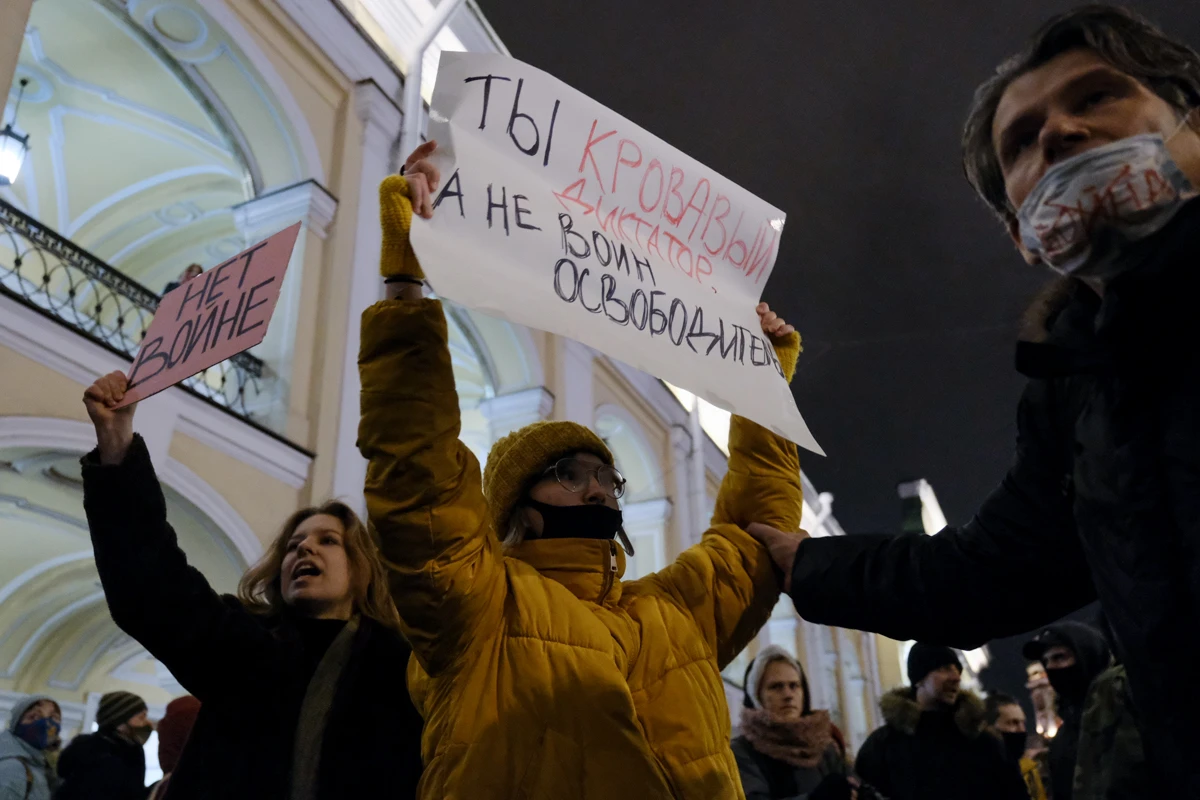 ТЫ КРОВАВЫЙ
ДИКТАТОР,
А НЕ ВОИН
ОСВОБОДИТЕЛЬ
НЕТ
ВОЙНЕ